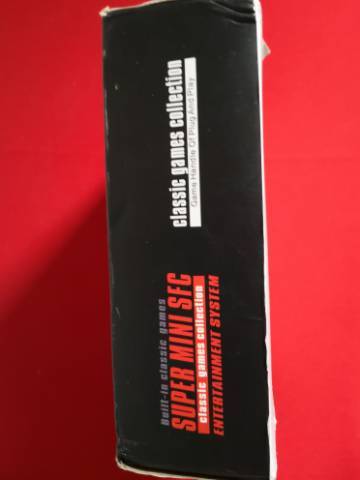 Built-in classic games
SUPER MINI SFC
classic games collection
ENTERTAINMENT SYSTEM
classic games collection
Game Handle Of Plug And Play